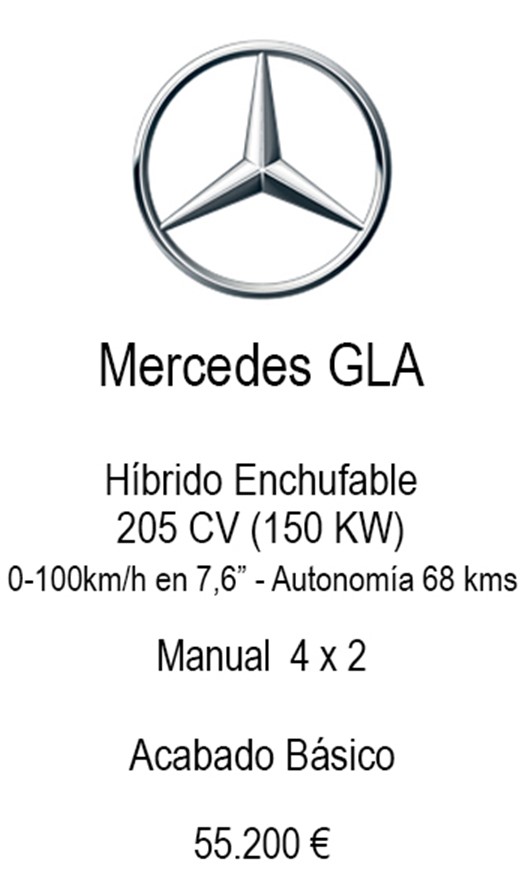 Mercedes GLA
Híbrido Enchufable
205 CV (150 KW)
0-100km/h en 7,6” - Autonomía 68 kms
Manual 4 x 2
Acabado Básico
55.200 €